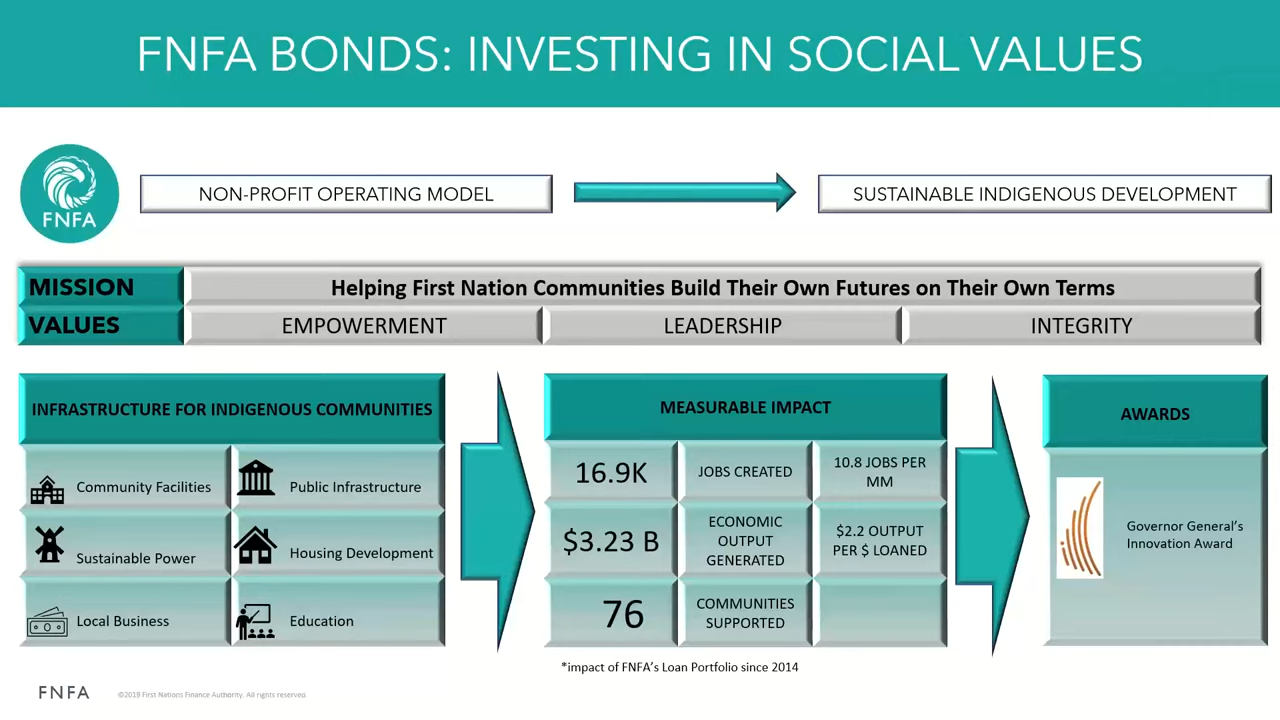 FNFA BONDS: INVESTING IN SOCIAL VALUES
FNFA
NON-PROFIT OPERATING MODEL
SUSTAINABLE INDIGENOUS DEVELOPMENT
MISSION
Helping First Nation Communities Build Their Own Futures on Their Own Terms
VALUES
EMPOWERMENT
LEADERSHIP
INTEGRITY
INFRASTRUCTURE FOR INDIGENOUS COMMUNITIES
Community Facilities
Public Infrastructure
Sustainable Power
Housing Development
Local Business
Education
MEASURABLE IMPACT
16.9K
JOBS CREATED
10.8 JOBS PER
MM
$3.23 B
ECONOMIC
OUTPUT
GENERATED
$2.2 OUTPUT
PER $ LOANED
76
COMMUNITIES
SUPPORTED
*impact of FNFA's Loan Portfolio since 2014
AWARDS
Governor General's
Innovation Award
FNFA
©2019 First Nations Finance Authority. All rights reserved.